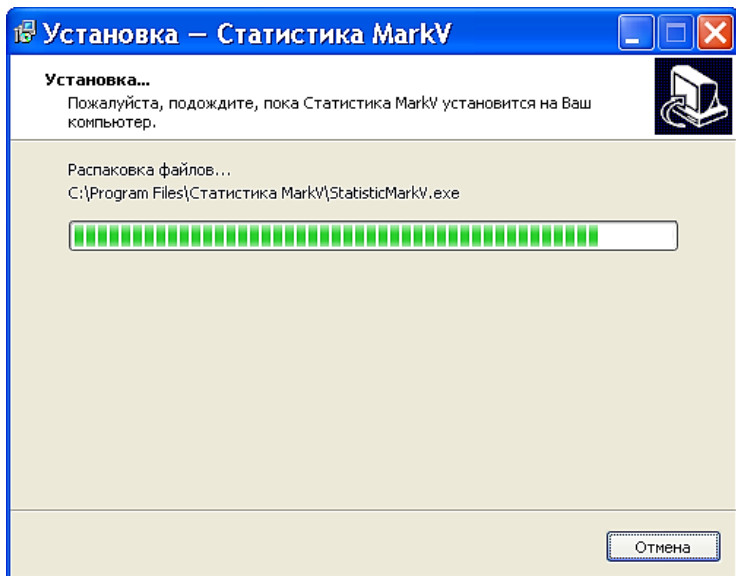 Установка — Статистика MarkV
Установка...
Пожалуйста, подождите, пока Статистика MarkV установится на Ваш
компьютер.
Распаковка файлов...
C:\Program Files\Статистика MarkV\StatisticMarkV.exe
Отмена